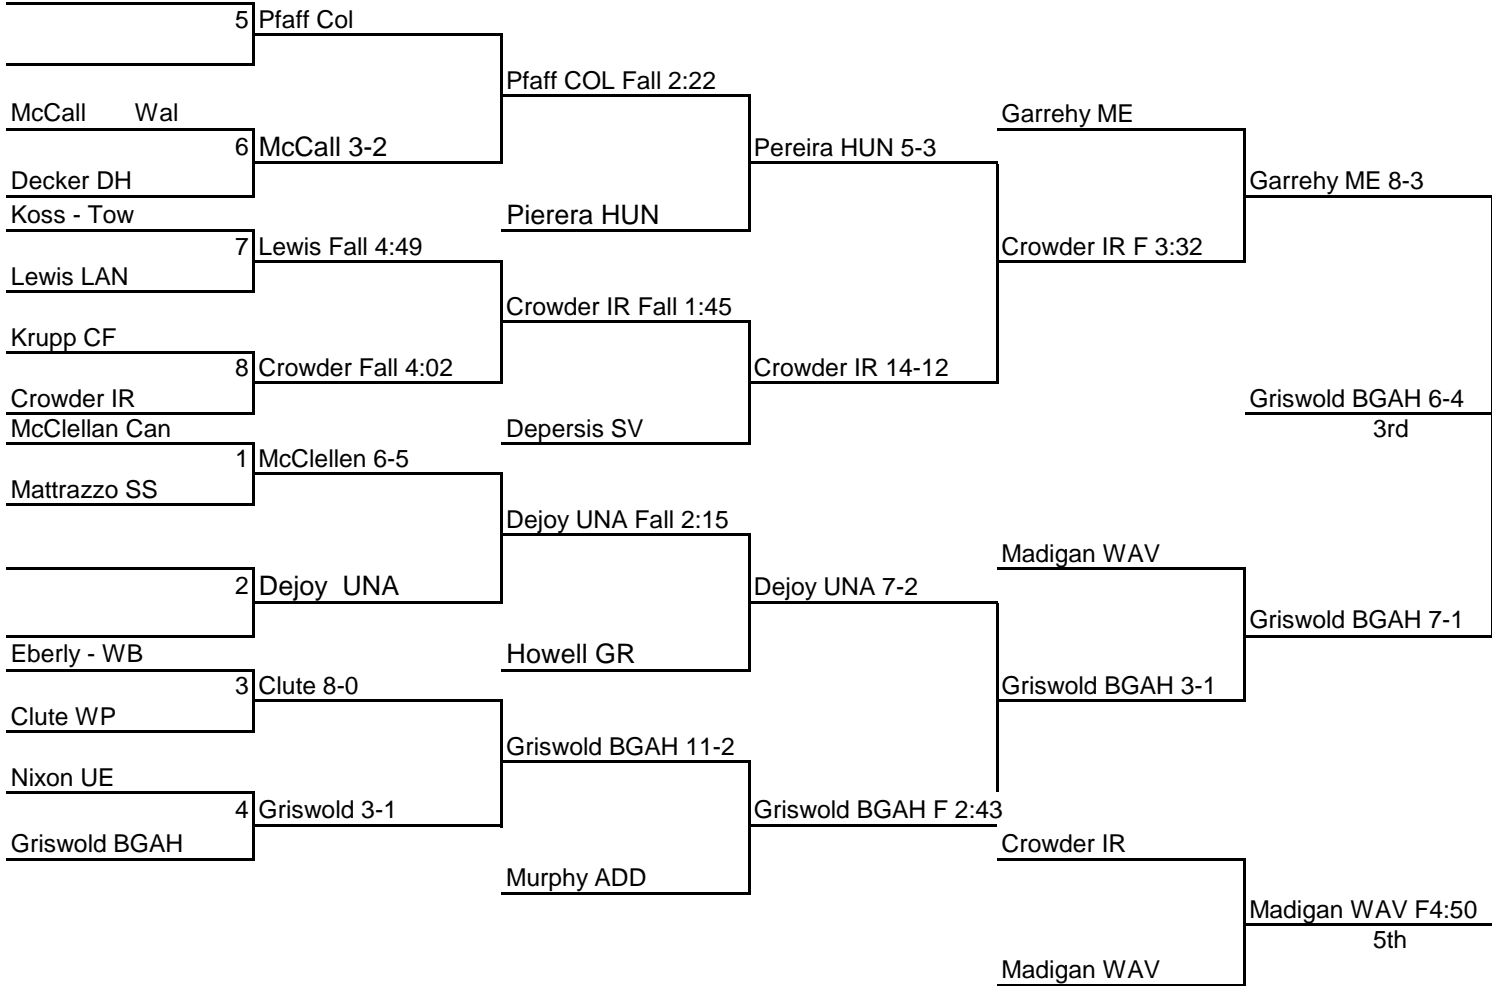 5 Pfaff Col
Pfaff COL Fall 2:22
McCall Wal
Garrehy ME
6 McCall 3-2
Pereira HUN 5-3
Decker DH
Garrehy ME 8-3
Koss - Tow
Pierera HUN
7 Lewis Fall 4:49
Crowder IR F 3:32
Lewis LAN
Crowder IR Fall 1:45
Krupp CF
8 Crowder Fall 4:02
Crowder IR 14-12
Crowder IR
Griswold BGAH 6-4
McClellan Can
Depersis SV
3rd
1 McClellen 6-5
Mattrazzo SS
Dejoy UNA Fall 2:15
Madigan WAV
2 Dejoy UNA
Dejoy UNA 7-2
Griswold BGAH 7-1
Eberly - WB
Howell GR
3 Clute 8-0
Griswold BGAH 3-1
Clute WP
Griswold BGAH 11-2
Nixon UE
4 Griswold 3-1
Griswold BGAH F 2:43
Griswold BGAH
Crowder IR
Murphy ADD
Madigan WAV F4:50
5th
Madigan WAV